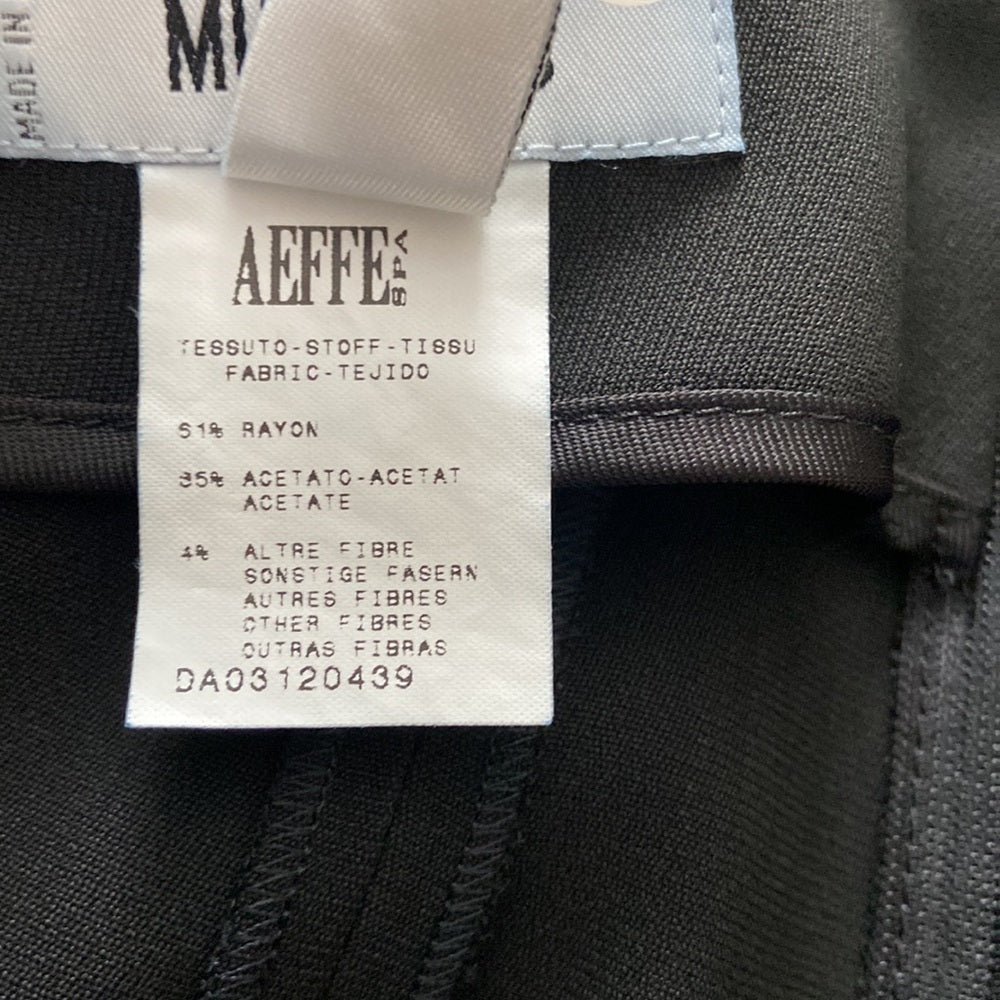 MADE IN
AEFFE SPA
TESSUTO-STOFF-TISSU
FABRIC-TEJIDO
61% RAYON
35% ACETATO-ACETAT
ACETATE
4% ALTRE FIBRE
SONSTIGE FASERN
AUTRES FIBRES
OTHER FIBRES
OUTRAS FIBRAS
DA03120439